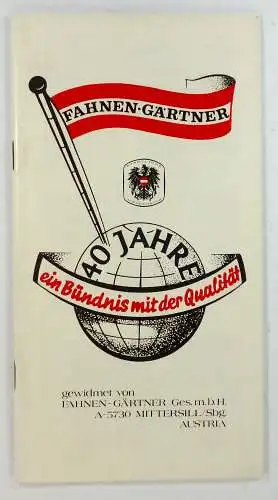 FAHNEN-GÄRTNER
40 JAHRE
ein Bündnis mit der Qualität
gewidmet von
FAHNEN-GÄRTNER Ges.m.b.H.
A-5730 MITTERSILL/Sbg.
AUSTRIA